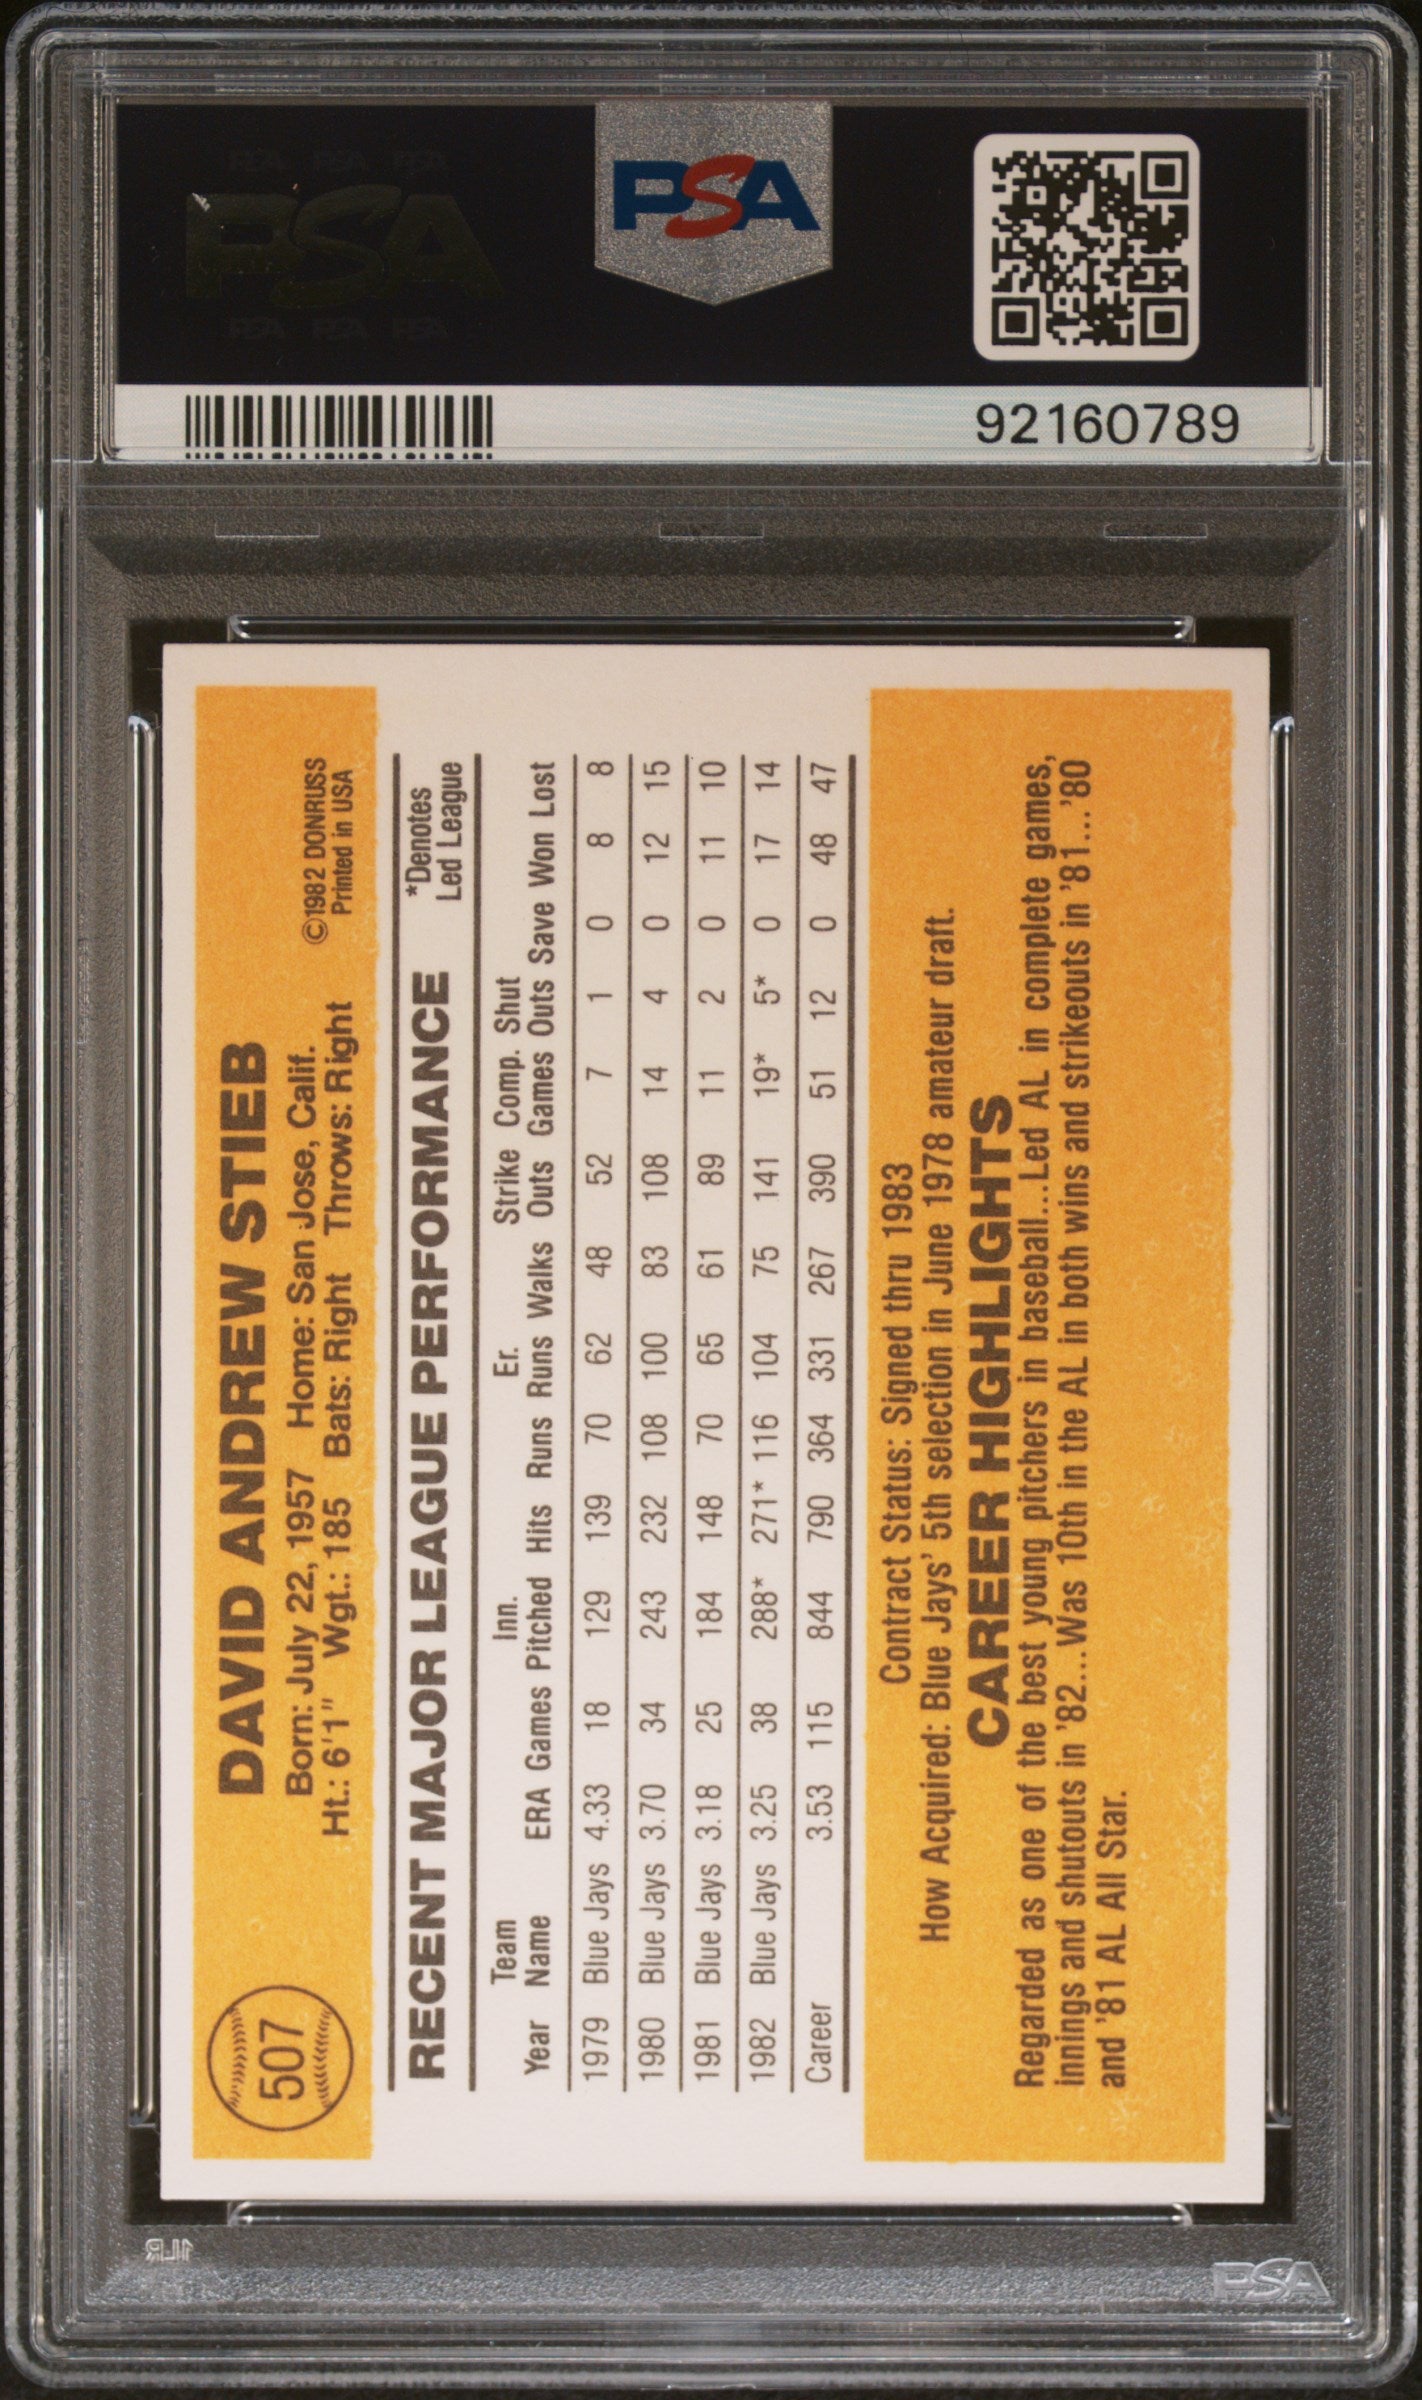 PSA PSA PSA
PSA
PSA PSA PSA
PSA
92160789
507
DAVID ANDREW STIEB
Born: July 22, 1957 Home: San Jose, Calif. ©1982 DONRUSS
Ht.: 6'1" Wgt.: 185 Bats: Right Throws: Right Printed in USA
RECENT MAJOR LEAGUE PERFORMANCE *Denotes
Led League
Team Inn. Er. Strike Comp. Shut
Year Name ERA Games Pitched Hits Runs Runs Walks Outs Games Outs Save Won Lost
1979 Blue Jays 4.33 18 129 139 70 62 48 52 7 1 0 8 8
1980 Blue Jays 3.70 34 243 232 108 100 83 108 14 4 0 12 15
1981 Blue Jays 3.18 25 184 148 70 65 61 89 11 2 0 11 10
1982 Blue Jays 3.25 38 288* 271* 116 104 75 141 19* 5* 0 17 14
Career 3.53 115 844 790 364 331 267 390 51 12 0 48 47
Contract Status: Signed thru 1983
How Acquired: Blue Jays' 5th selection in June 1978 amateur draft.
CAREER HIGHLIGHTS
Regarded as one of the best young pitchers in baseball...Led AL in complete games,
innings and shutouts in '82...Was 10th in the AL in both wins and strikeouts in '81...'80
and '81 AL All Star.
1LR
PSA